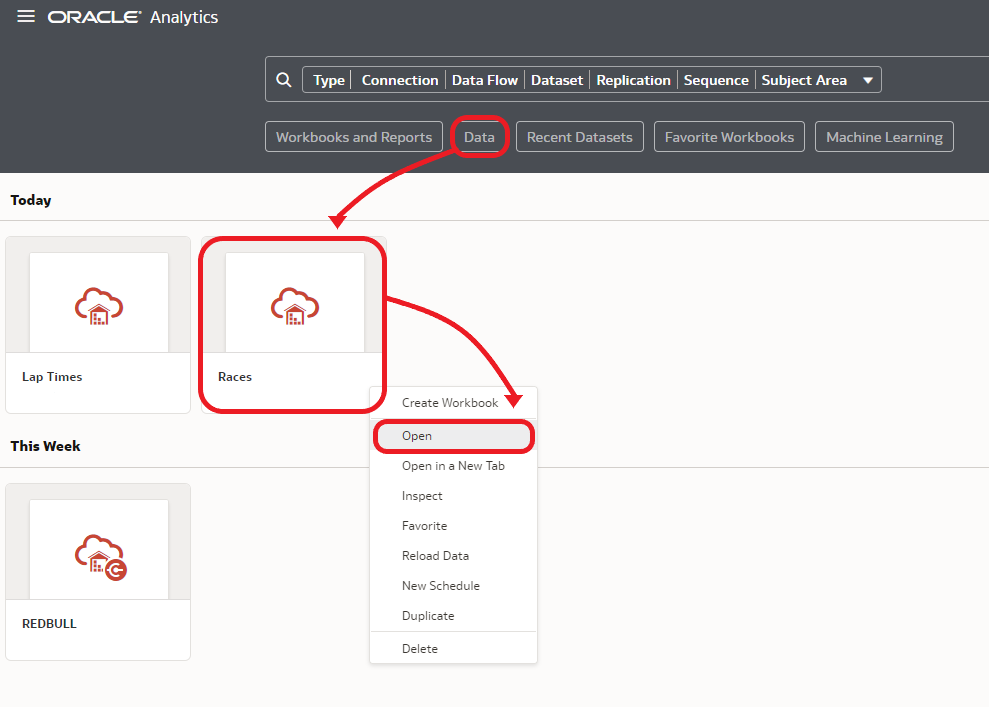 ORACLE Analytics
Type Connection Data Flow Dataset Replication Sequence Subject Area
Workbooks and Reports Data Recent Datasets Favorite Workbooks Machine Learning
Today
Lap Times
Races
Create Workbook
Open
Open in a New Tab
Inspect
Favorite
Reload Data
New Schedule
Duplicate
Delete
This Week
REDBULL